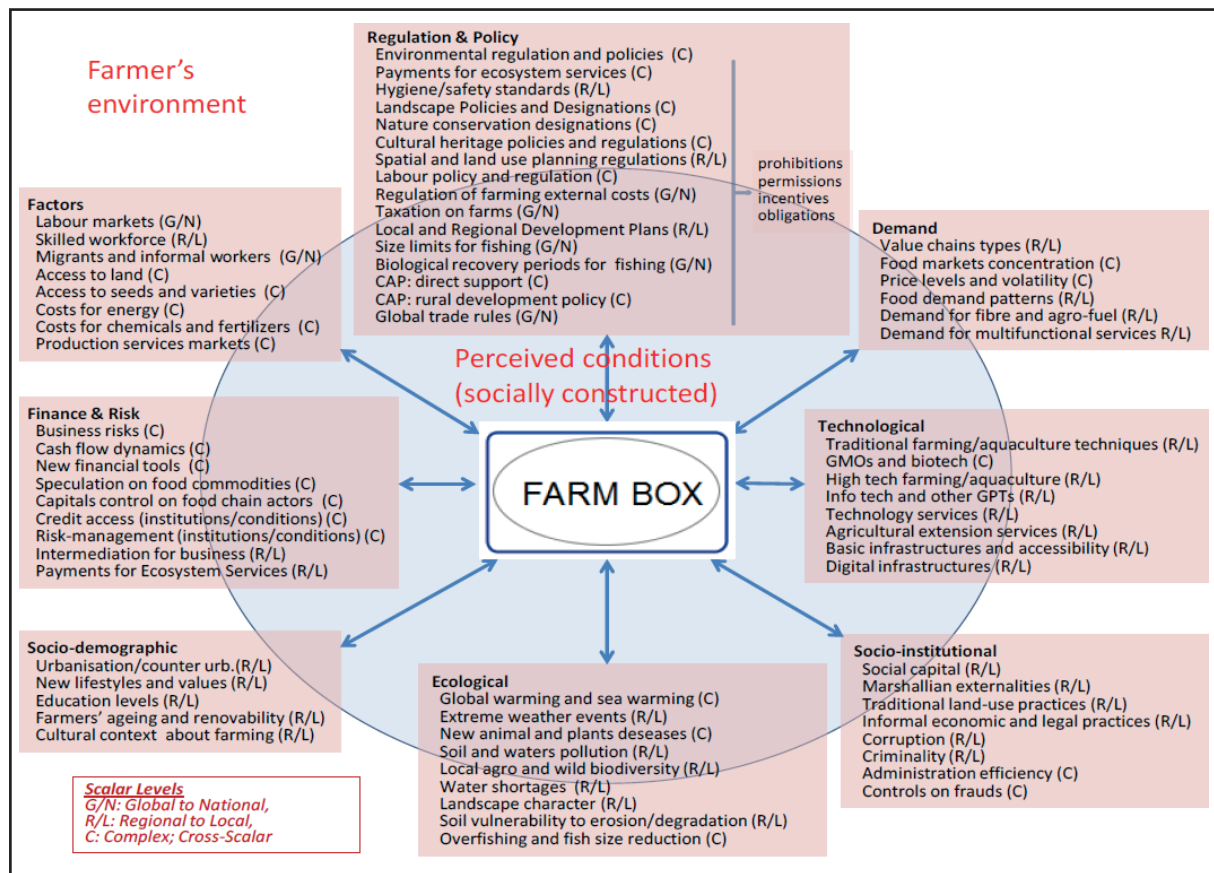 Farmer's
environment
Regulation & Policy
Environmental regulation and policies (C)
Payments for ecosystem services (C)
Hygiene/safety standards (R/L)
Landscape Policies and Designations (C)
Nature conservation designations (C)
Cultural heritage policies and regulations (C)
Spatial and land use planning regulations (R/L)
Labour policy and regulation (C)
Regulation of farming external costs (G/N)
Taxation on farms (G/N)
Local and Regional Development Plans (R/L)
Size limits for fishing (G/N)
Biological recovery periods for fishing (G/N)
CAP: direct support (C)
CAP: rural development policy (C)
Global trade rules (G/N)
prohibitions
permissions
incentives
obligations
Factors
Labour markets (G/N)
Skilled workforce (R/L)
Migrants and informal workers (G/N)
Access to land (C)
Access to seeds and varieties (C)
Costs for energy (C)
Costs for chemicals and fertilizers (C)
Production services markets (C)
Demand
Value chains types (R/L)
Food markets concentration (C)
Price levels and volatility (C)
Food demand patterns (R/L)
Demand for fibre and agro-fuel (R/L)
Demand for multifunctional services R/L)
Perceived conditions
(socially constructed)
Finance & Risk
Business risks (C)
Cash flow dynamics (C)
New financial tools (C)
Speculation on food commodities (C)
Capitals control on food chain actors (C)
Credit access (institutions/conditions) (C)
Risk-management (institutions/conditions) (C)
Intermediation for business (R/L)
Payments for Ecosystem Services (R/L)
FARM BOX
Technological
Traditional farming/aquaculture techniques (R/L)
GMOs and biotech (C)
High tech farming/aquaculture (R/L)
Info tech and other GPTs (R/L)
Technology services (R/L)
Agricultural extension services (R/L)
Basic infrastructures and accessibility (R/L)
Digital infrastructures (R/L)
Socio-demographic
Urbanisation/counter urb.(R/L)
New lifestyles and values (R/L)
Education levels (R/L)
Farmers' ageing and renovability (R/L)
Cultural context about farming (R/L)
Ecological
Global warming and sea warming (C)
Extreme weather events (R/L)
New animal and plants deseases (C)
Soil and waters pollution (R/L)
Local agro and wild biodiversity (R/L)
Water shortages (R/L)
Landscape character (R/L)
Soil vulnerability to erosion/degradation (R/L)
Overfishing and fish size reduction (C)
Socio-institutional
Social capital (R/L)
Marshallian externalities (R/L)
Traditional land-use practices (R/L)
Informal economic and legal practices (R/L)
Corruption (R/L)
Criminality (R/L)
Administration efficiency (C)
Controls on frauds (C)
Scalar Levels
G/N: Global to National,
R/L: Regional to Local,
C: Complex; Cross-Scalar